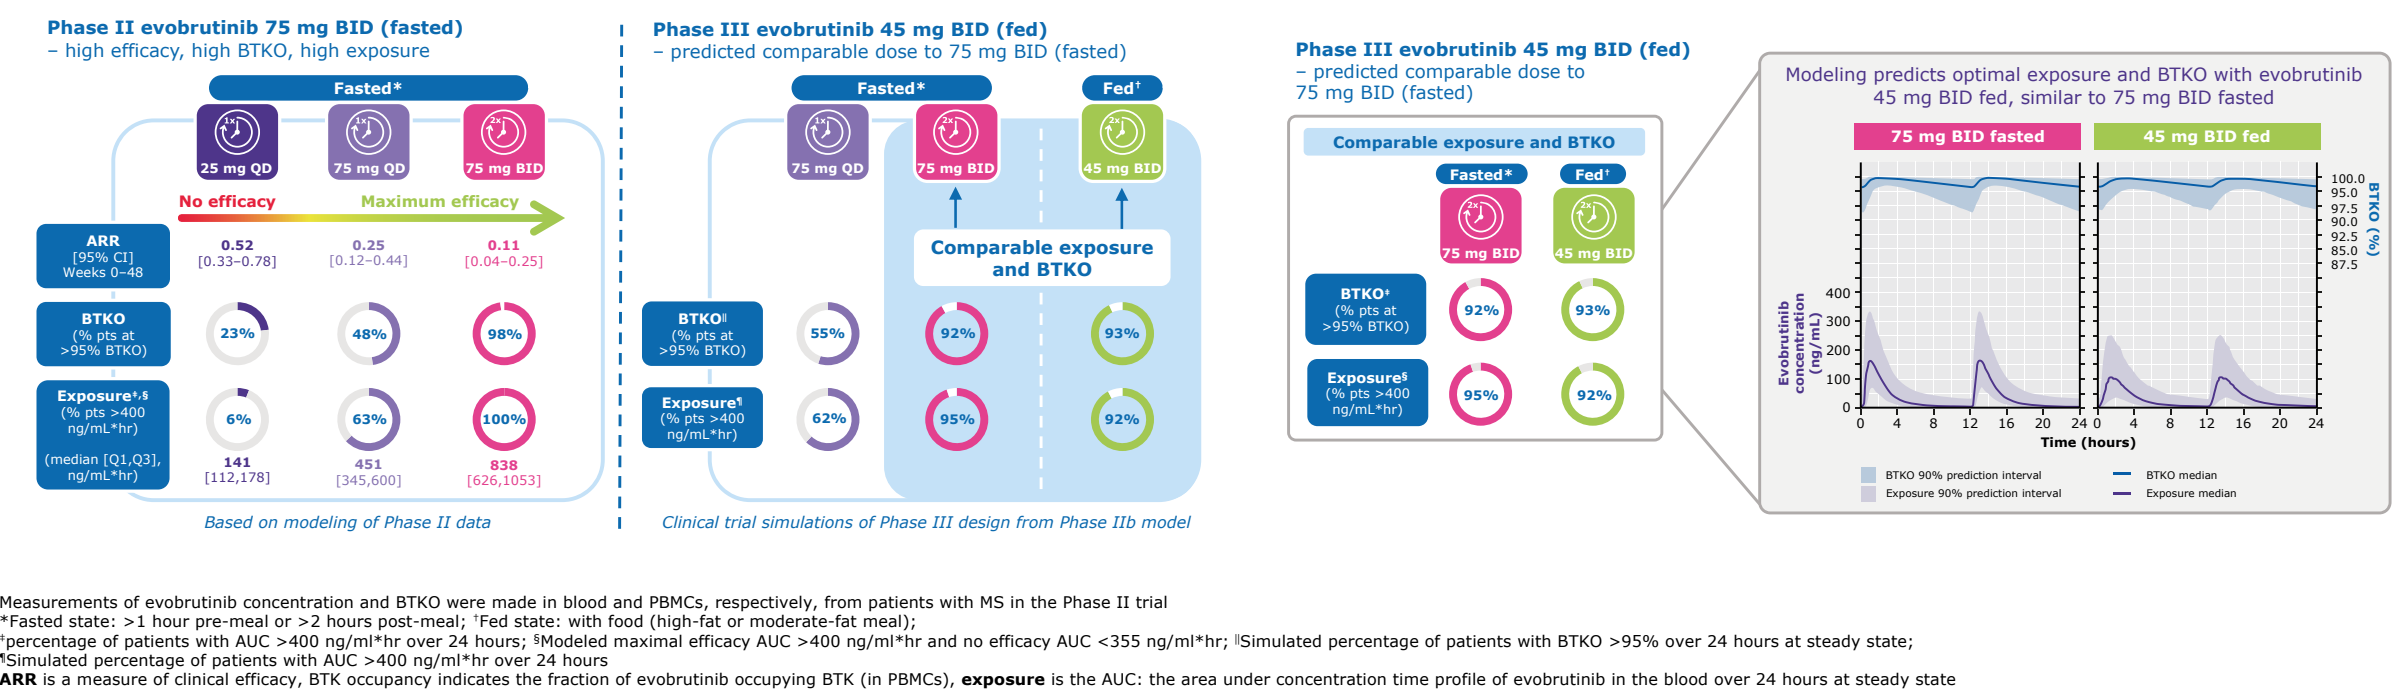 Phase II evobrutinib 75 mg BID (fasted)
– high efficacy, high BTKO, high exposure
Fasted*
1x
25 mg QD
1x
75 mg QD
2x
75 mg BID
No efficacy
Maximum efficacy
ARR
[95% CI]
Weeks 0–48
0.52
[0.33–0.78]
0.25
[0.12–0.44]
0.11
[0.04–0.25]
BTKO
(% pts at
>95% BTKO)
23%
48%
98%
Exposure‡,§
(% pts >400
ng/mL*hr)
(median [Q1,Q3],
ng/mL*hr)
6%
63%
100%
141
[112,178]
451
[345,600]
838
[626,1053]
Based on modeling of Phase II data
Phase III evobrutinib 45 mg BID (fed)
– predicted comparable dose to 75 mg BID (fasted)
Fasted*
Fed†
1x
75 mg QD
2x
75 mg BID
2x
45 mg BID
Comparable exposure
and BTKO
BTKO‖
(% pts at
>95% BTKO)
55%
92%
93%
Exposure¶
(% pts >400
ng/mL*hr)
62%
95%
92%
Clinical trial simulations of Phase III design from Phase IIb model
Phase III evobrutinib 45 mg BID (fed)
– predicted comparable dose to
75 mg BID (fasted)
Comparable exposure and BTKO
Fasted*
Fed†
2x
75 mg BID
2x
45 mg BID
BTKO‡
(% pts at
>95% BTKO)
92%
93%
Exposure§
(% pts >400
ng/mL*hr)
95%
92%
Modeling predicts optimal exposure and BTKO with evobrutinib
45 mg BID fed, similar to 75 mg BID fasted
75 mg BID fasted
45 mg BID fed
100.0
95.0
97.5
90.0
92.5
85.0
87.5
BTKO (%)
Evobrutinib
concentration
(ng/mL)
400
300
200
100
0
0 4 8 12 16 20 24
0 4 8 12 16 20 24
Time (hours)
BTKO 90% prediction interval
BTKO median
Exposure 90% prediction interval
Exposure median
Measurements of evobrutinib concentration and BTKO were made in blood and PBMCs, respectively, from patients with MS in the Phase II trial
*Fasted state: >1 hour pre-meal or >2 hours post-meal; †Fed state: with food (high-fat or moderate-fat meal);
‡percentage of patients with AUC >400 ng/ml*hr over 24 hours; §Modeled maximal efficacy AUC >400 ng/ml*hr and no efficacy AUC <355 ng/ml*hr; ‖Simulated percentage of patients with BTKO >95% over 24 hours at steady state;
¶Simulated percentage of patients with AUC >400 ng/ml*hr over 24 hours
ARR is a measure of clinical efficacy, BTK occupancy indicates the fraction of evobrutinib occupying BTK (in PBMCs), exposure is the AUC: the area under concentration time profile of evobrutinib in the blood over 24 hours at steady state